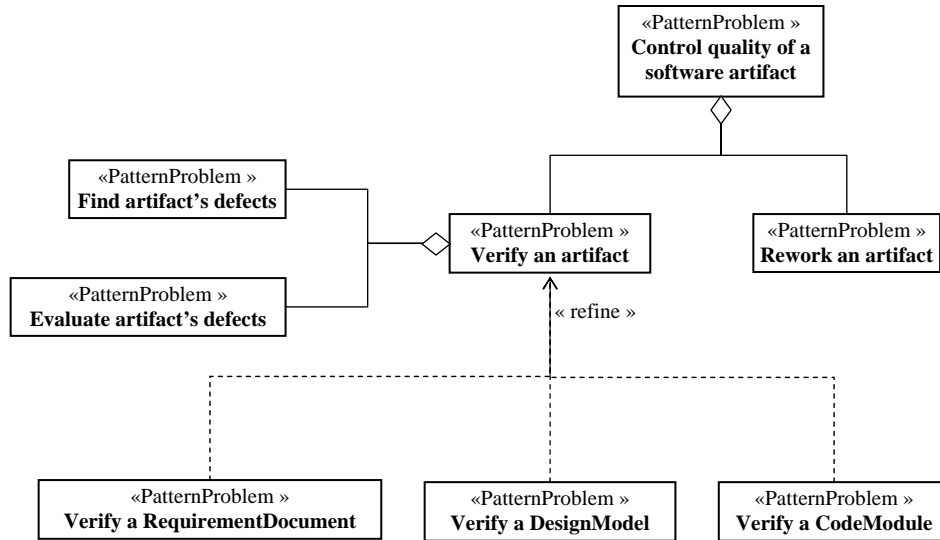 «PatternProblem »
Control quality of a
software artifact
«PatternProblem »
Find artifact’s defects
«PatternProblem »
Verify an artifact
«PatternProblem »
Rework an artifact
«PatternProblem »
Evaluate artifact’s defects
« refine »
«PatternProblem »
Verify a RequirementDocument
«PatternProblem »
Verify a DesignModel
«PatternProblem »
Verify a CodeModule